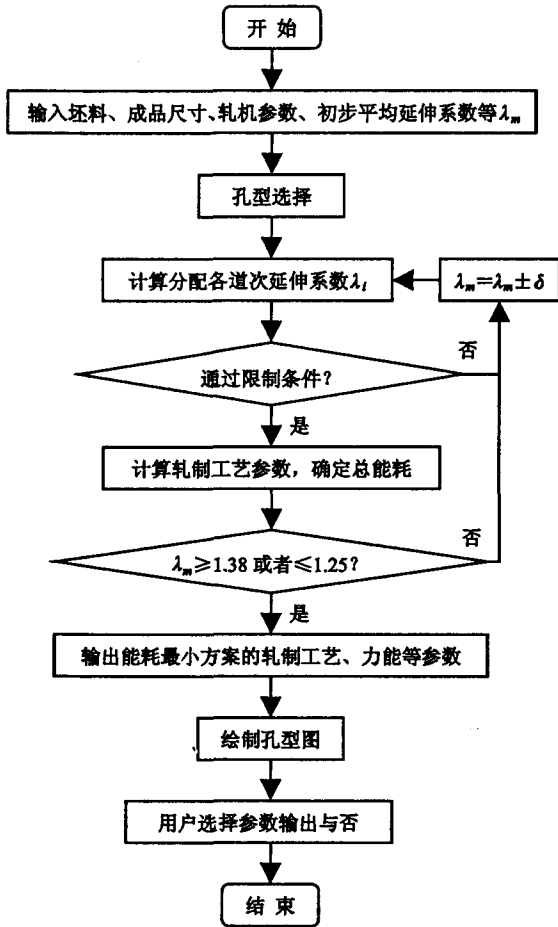 开 始
输入坯料、成品尺寸、轧机参数、初步平均延伸系数等λm
孔型选择
计算分配各道次延伸系数λi
λm=λm±δ
否
通过限制条件?
是
计算轧制工艺参数，确定总能耗
否
λm≥1.38 或者≤1.25?
是
输出能耗最小方案的轧制工艺、力能等参数
绘制孔型图
用户选择参数输出与否
结 束